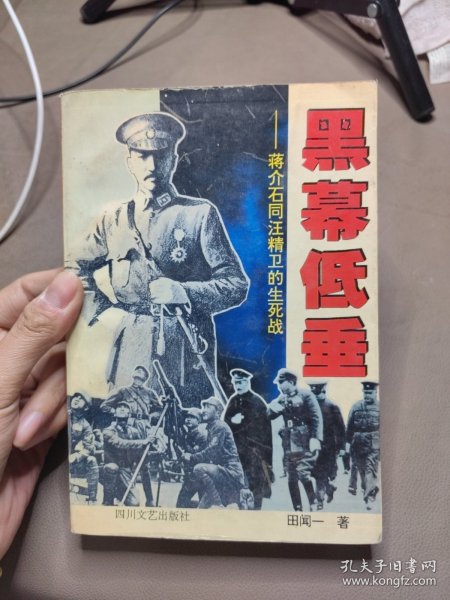 黑幕低垂
——蒋介石同汪精卫的生死战
四川文艺出版社
田闻一 著
孔夫子旧书网
www.kongfz.com